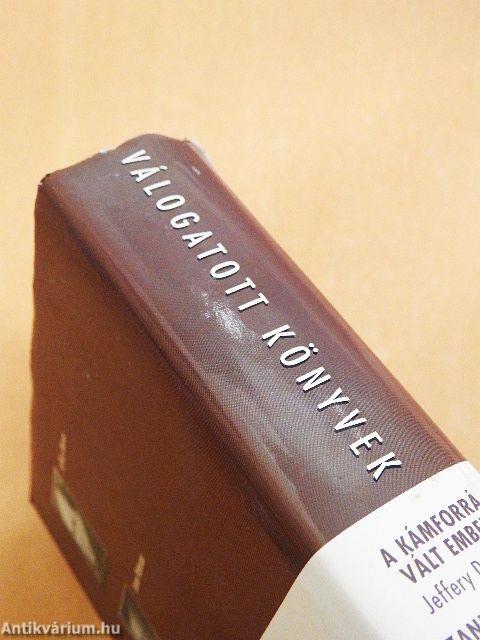 VÁLOGATOTT KÖNYVEK
A KÁMFORRÁ
VÁLT EMBE
Jeffery D
Antikvárium.hu